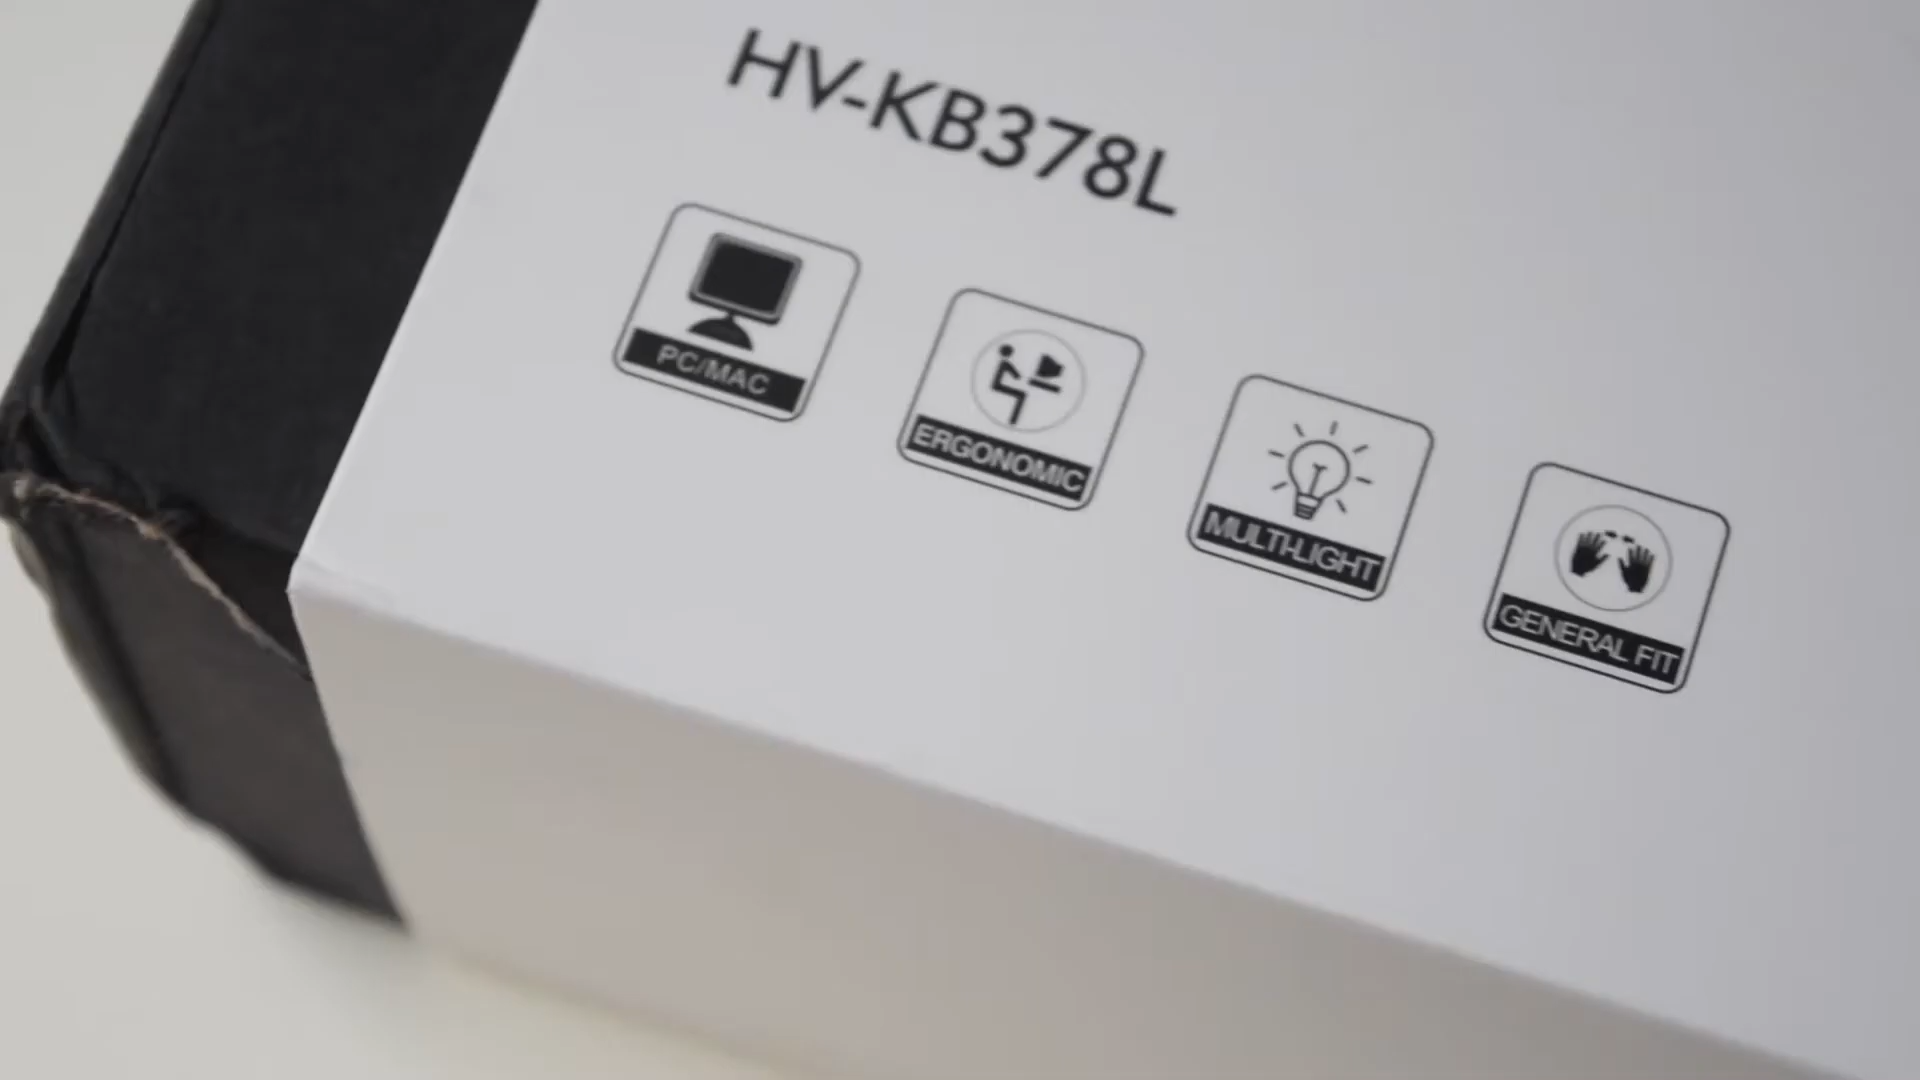 HV-KB378L
PC/MAC
ERGONOMIC
MULTI-LIGHT
GENERAL FIT